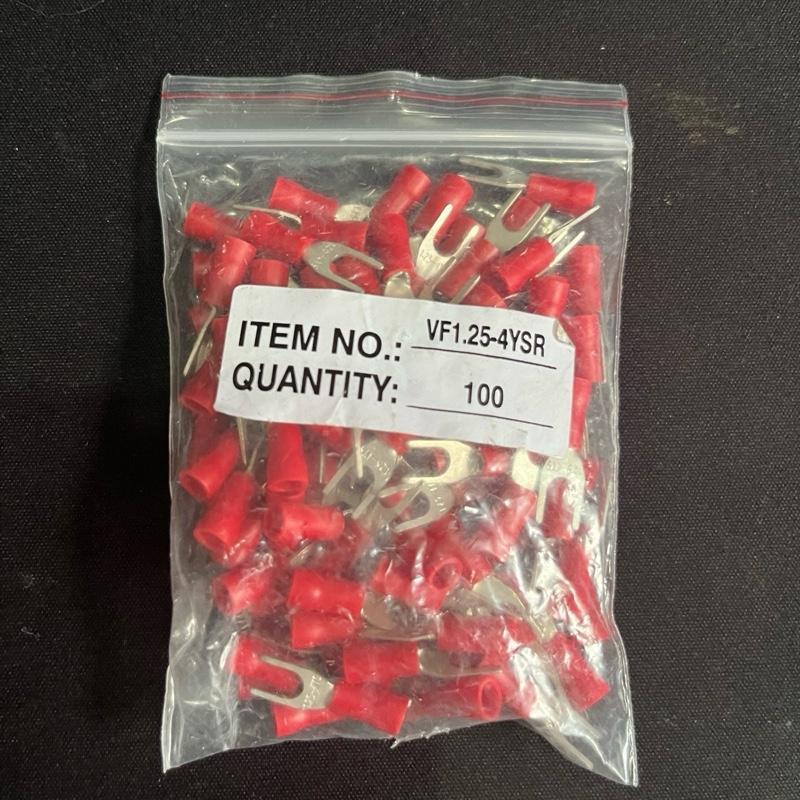 ITEM NO.: VF1.25-4YSR
QUANTITY: 100